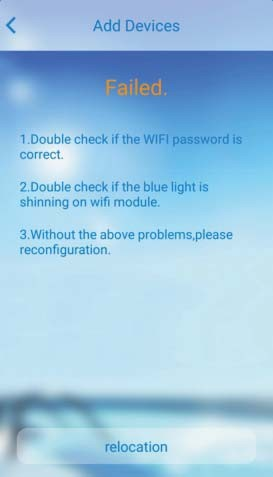 Add Devices
Failed.
1.Double check if the WIFI password is
correct.
2.Double check if the blue light is
shinning on wifi module.
3.Without the above problems,please
reconfiguration.
relocation